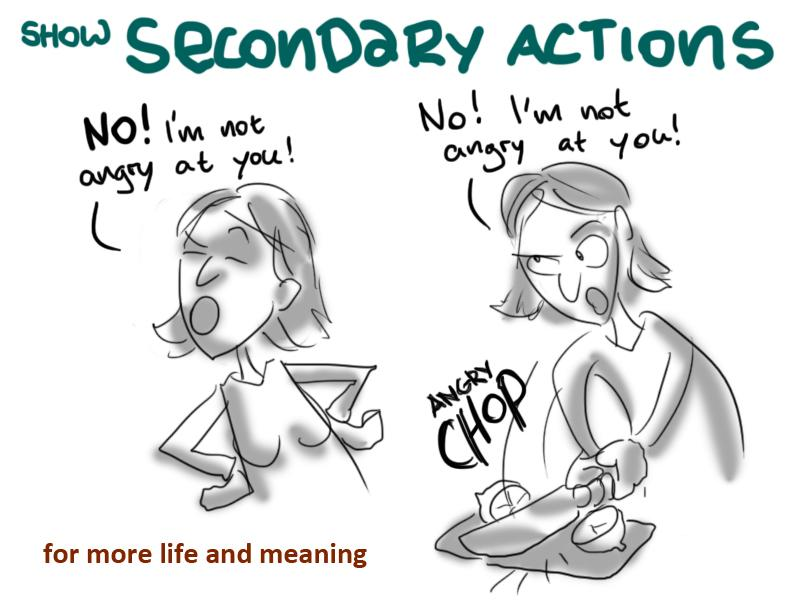 SHOW SECONDARY ACTIONS
NO! I'm not
angry at you!
No! I'm not
angry at you!
ANGRY
CHOP
for more life and meaning